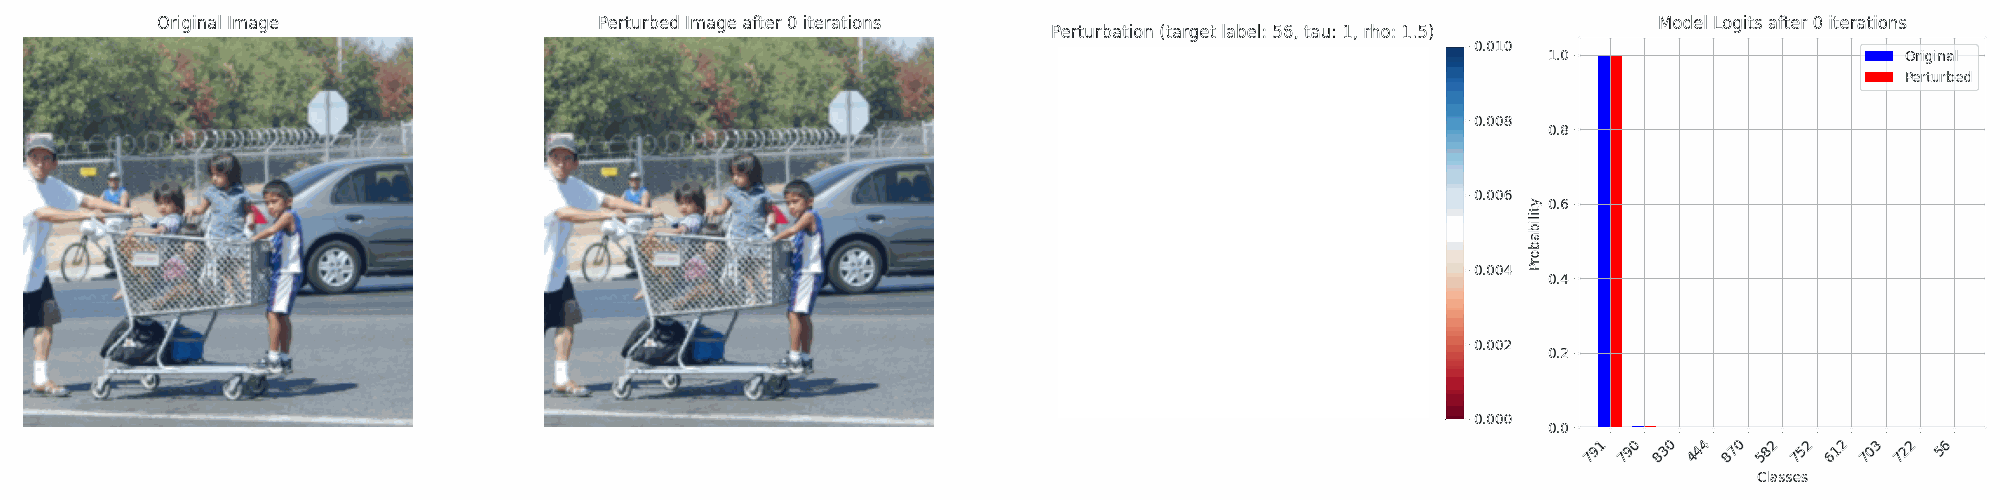 Original Image
Perturbed Image after 0 iterations
Perturbation (target label: 56, tau: 1, rho: 1.5)
0.010
0.008
0.006
0.004
0.002
0.000
Model Logits after 0 iterations
Original
Perturbed
Probability
1.0
0.8
0.6
0.4
0.2
0.0
791
790
830
444
870
582
752
612
703
722
56
Classes